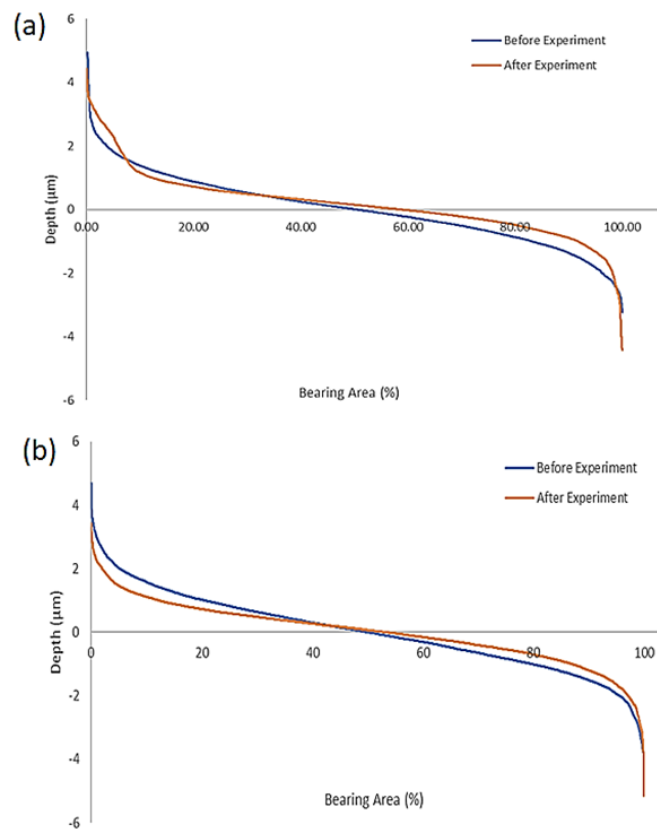 (a)
Before Experiment
After Experiment
6
4
2
0
-2
-4
-6
Depth (μm)
0.00 20.00 40.00 60.00 80.00 100.00
Bearing Area (%)
(b)
Before Experiment
After Experiment
6
4
2
0
-2
-4
-6
Depth (μm)
0 20 40 60 80 100
Bearing Area (%)